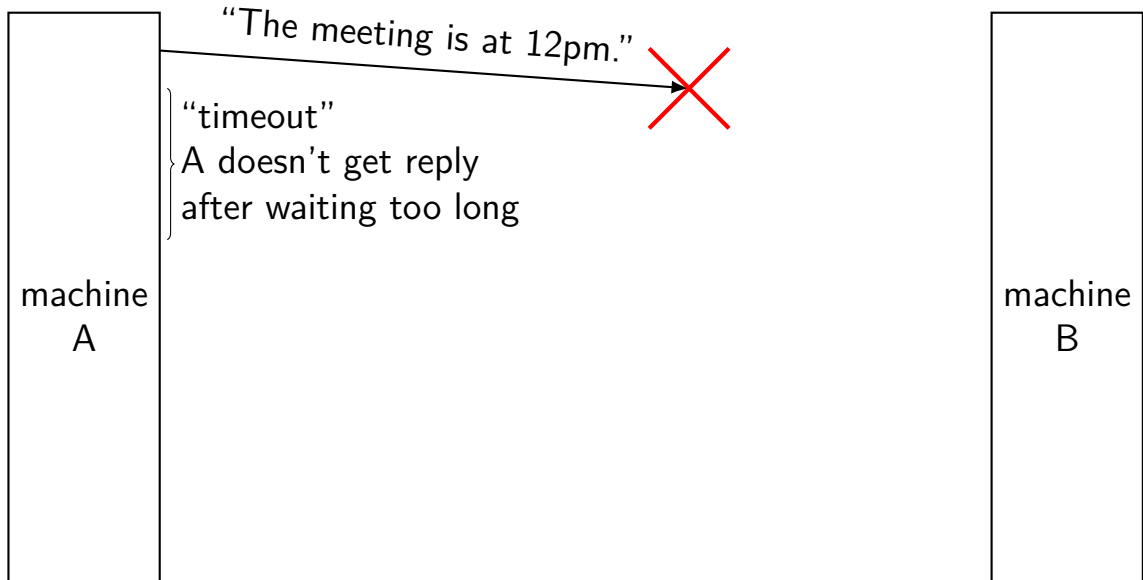 “The meeting is at 12pm.”
“timeout”
A doesn't get reply
after waiting too long
machine
A
machine
B